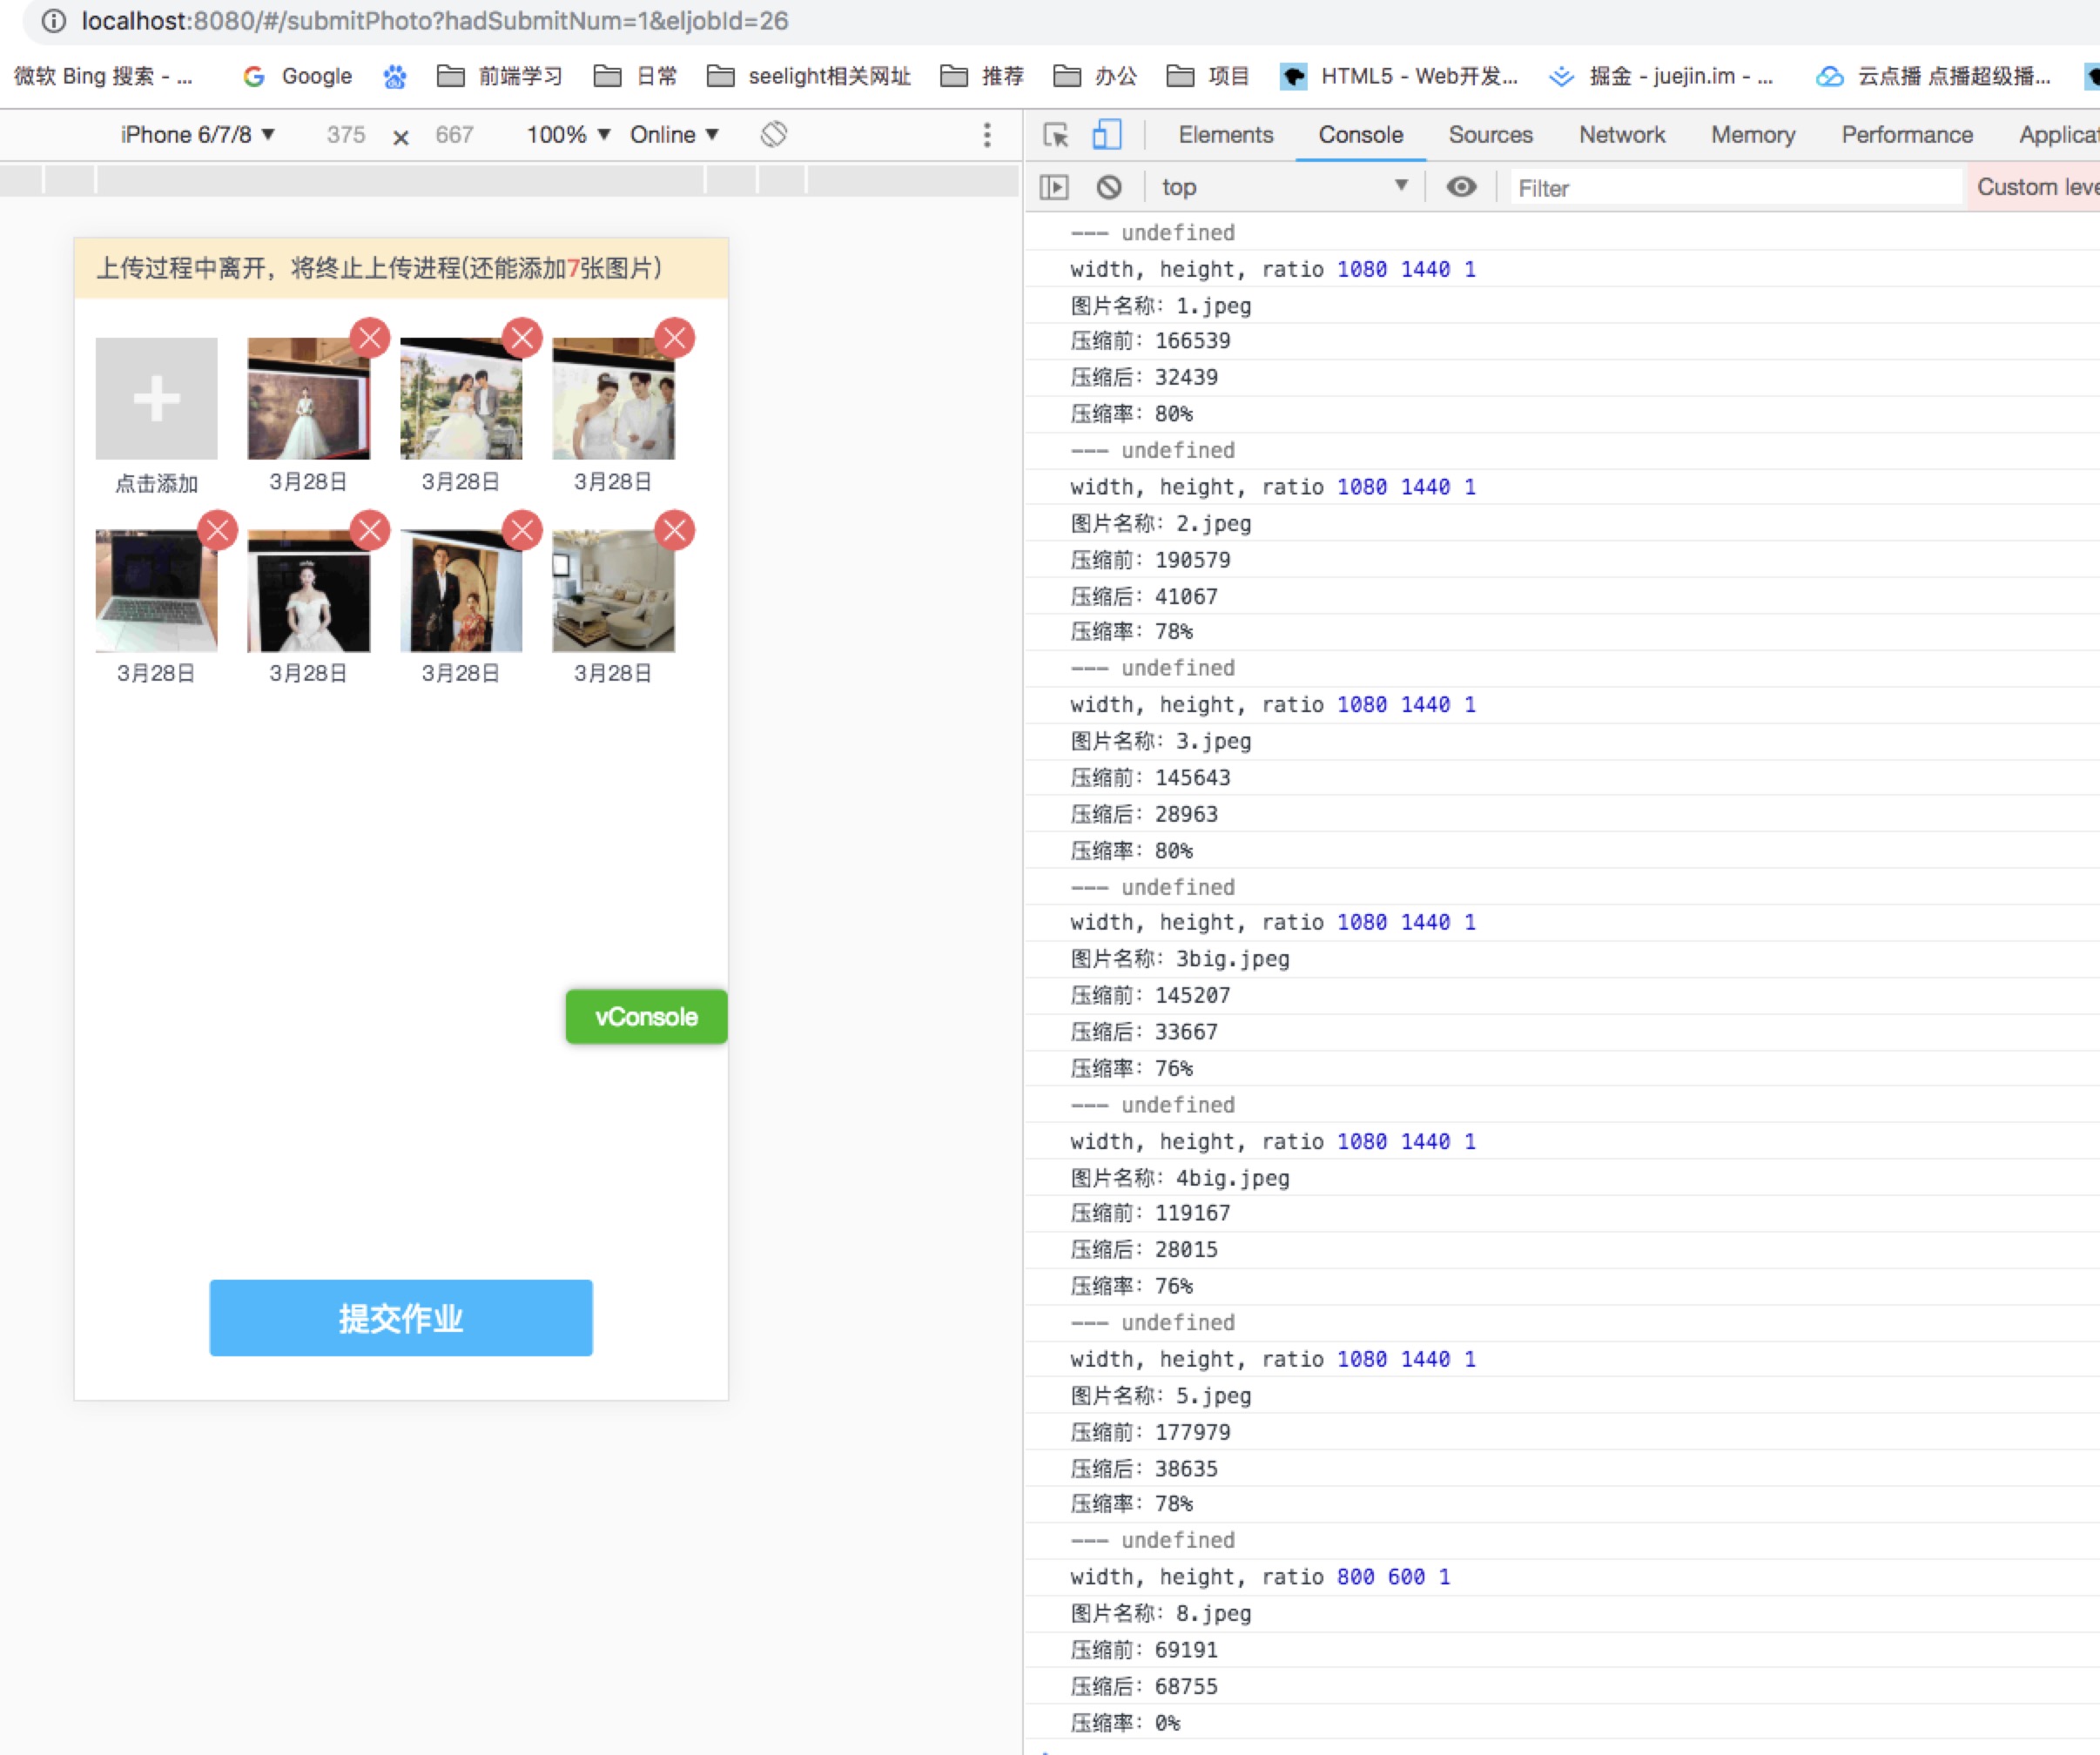 localhost:8080/#/submitPhoto?hadSubmitNum=1&eljobId=26
微软 Bing 搜索 - ... Google 前端学习 日常 seelight相关网址 推荐 办公 项目 HTML5 - Web开发... 掘金 - juejin.im - ... 云点播 点播超级播...
iPhone 6/7/8 ▼ 375 × 667 100% ▼ Online ▼
Elements Console Sources Network Memory Performance Applicat
top ▼ Filter Custom leve
上传过程中离开，将终止上传进程(还能添加7张图片)
点击添加 3月28日 3月28日 3月28日
3月28日 3月28日 3月28日 3月28日
vConsole
提交作业
--- undefined
width, height, ratio 1080 1440 1
图片名称：1.jpeg
压缩前：166539
压缩后：32439
压缩率：80%
--- undefined
width, height, ratio 1080 1440 1
图片名称：2.jpeg
压缩前：190579
压缩后：41067
压缩率：78%
--- undefined
width, height, ratio 1080 1440 1
图片名称：3.jpeg
压缩前：145643
压缩后：28963
压缩率：80%
--- undefined
width, height, ratio 1080 1440 1
图片名称：3big.jpeg
压缩前：145207
压缩后：33667
压缩率：76%
--- undefined
width, height, ratio 1080 1440 1
图片名称：4big.jpeg
压缩前：119167
压缩后：28015
压缩率：76%
--- undefined
width, height, ratio 1080 1440 1
图片名称：5.jpeg
压缩前：177979
压缩后：38635
压缩率：78%
--- undefined
width, height, ratio 800 600 1
图片名称：8.jpeg
压缩前：69191
压缩后：68755
压缩率：0%